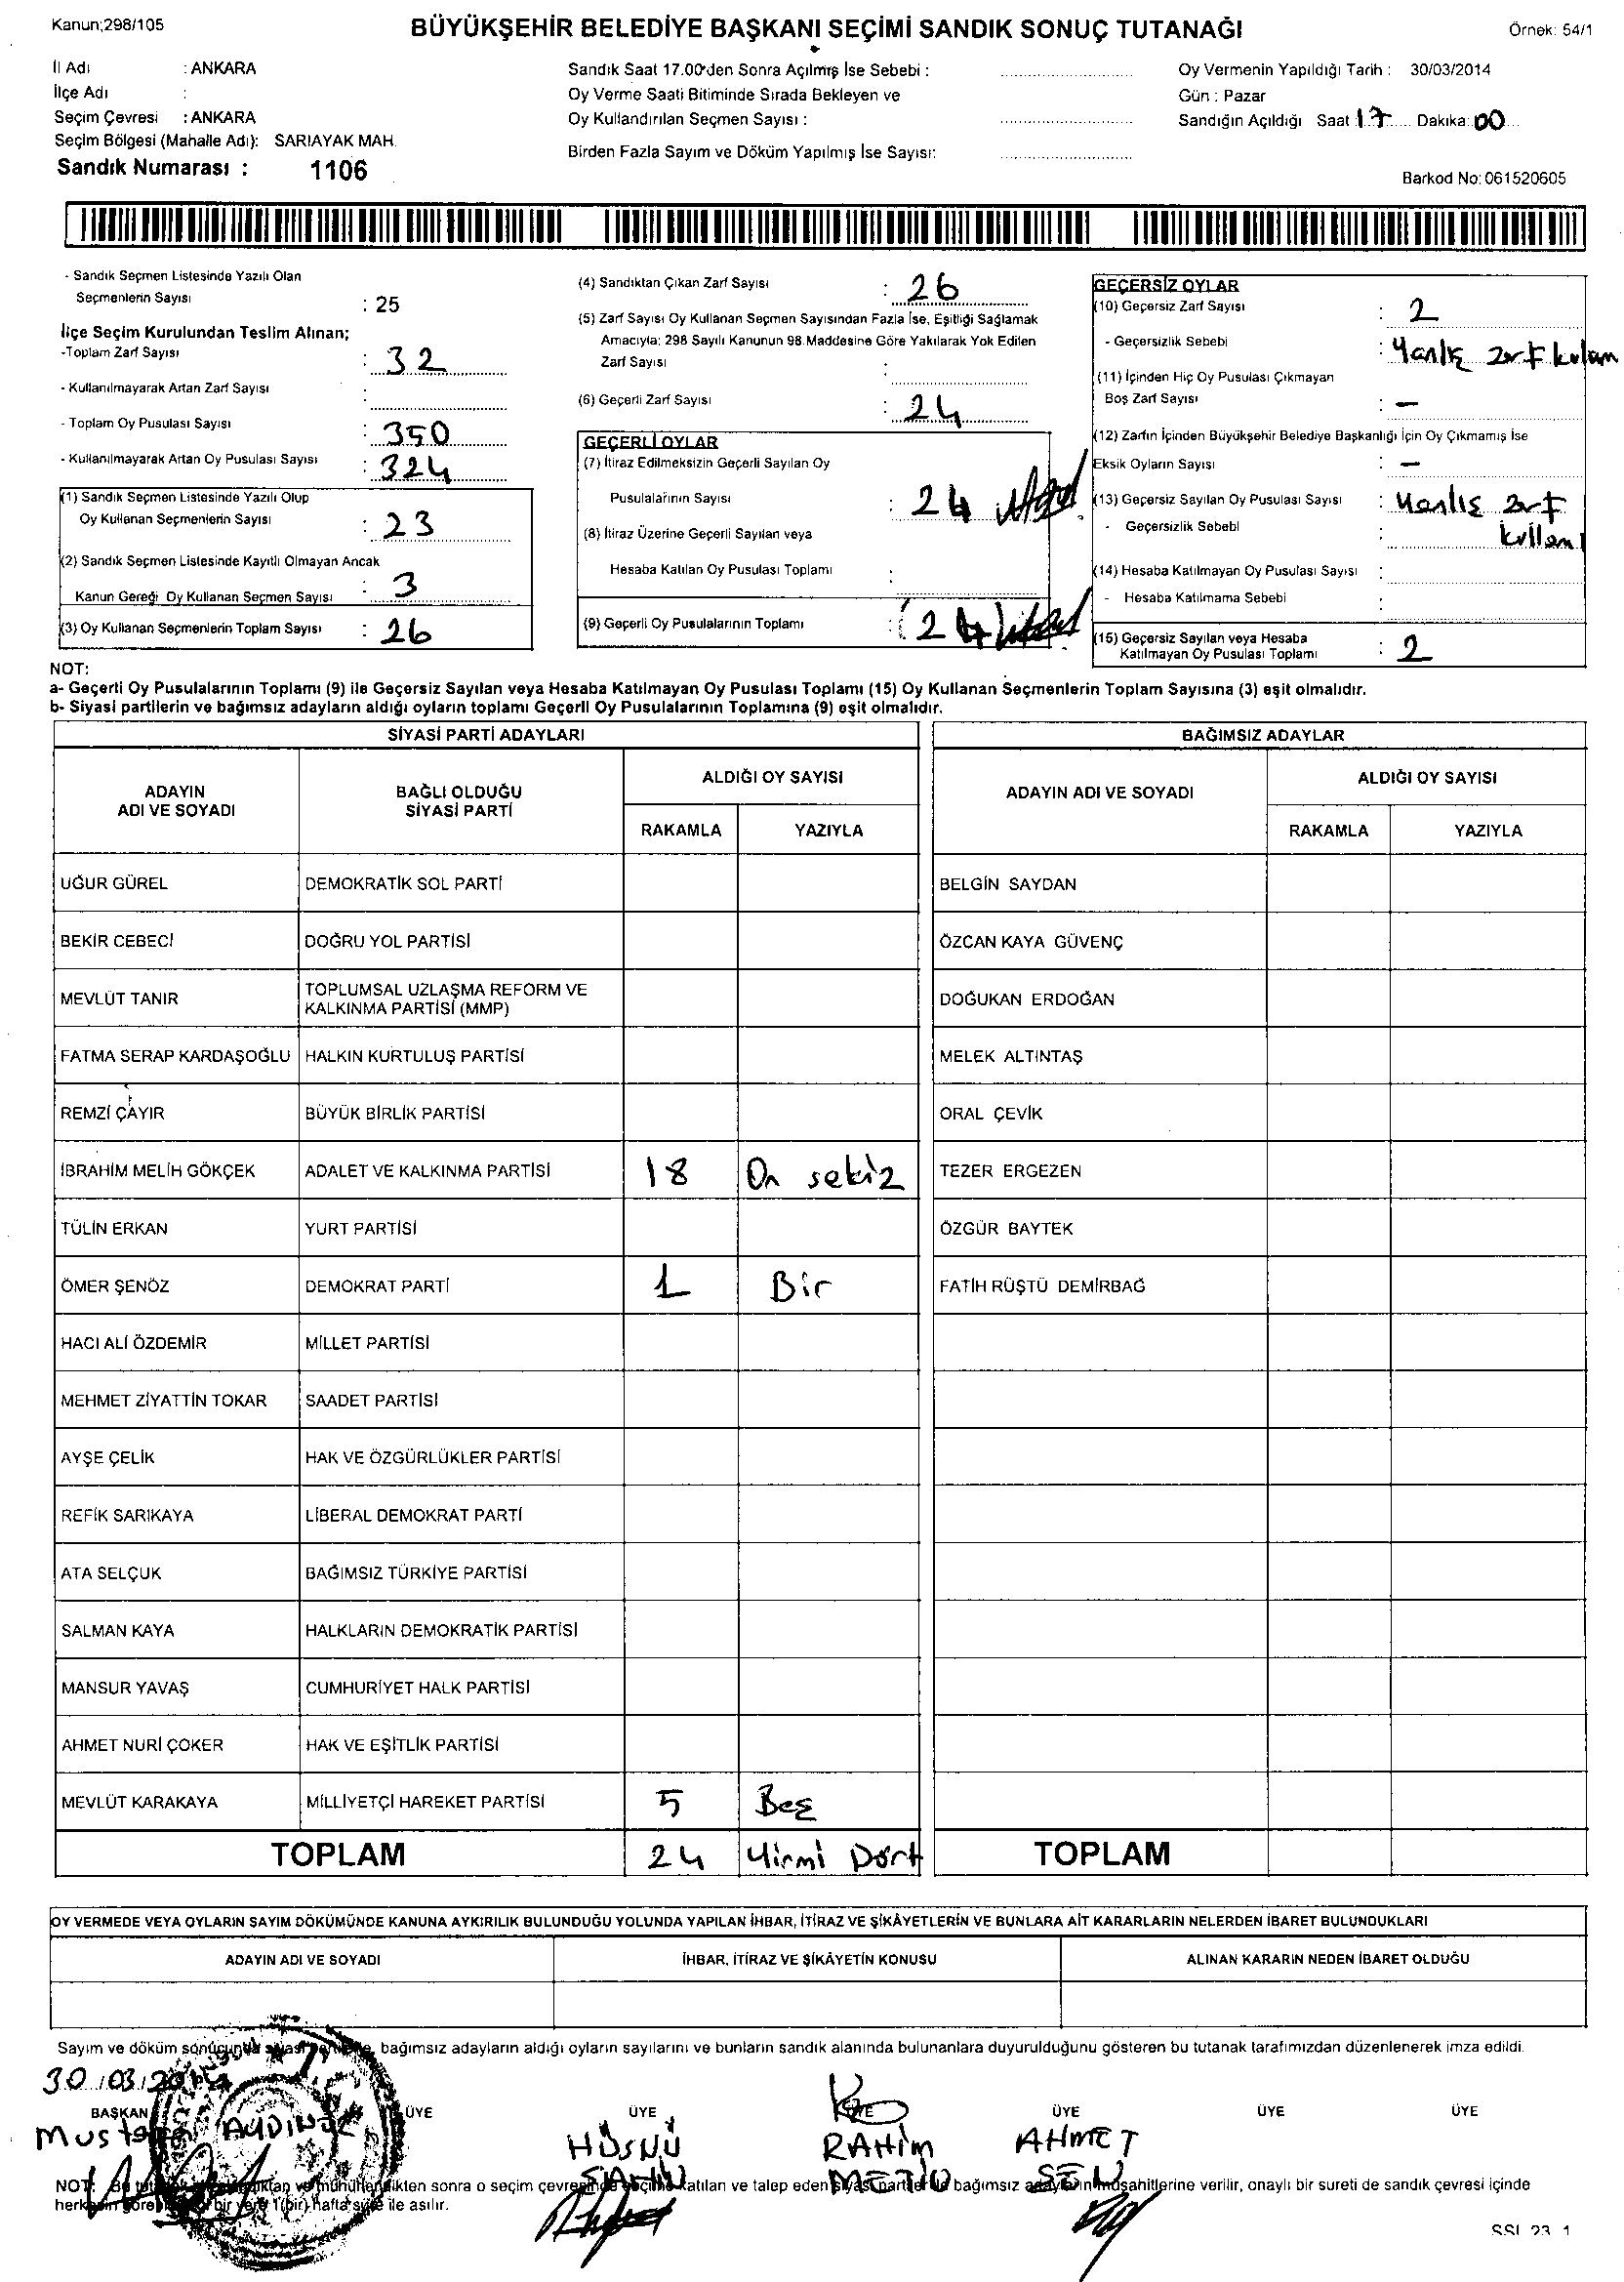 Kanun;298/105
BÜYÜKŞEHİR BELEDİYE BAŞKANI SEÇİMİ SANDIK SONUÇ TUTANAĞI
Örnek: 54/1
İl Adı : ANKARA
İlçe Adı :
Seçim Çevresi : ANKARA
Seçim Bölgesi (Mahalle Adı): SARIAYAK MAH.
Sandık Numarası : 1106
Sandık Saat 17.00'den Sonra Açılmış İse Sebebi :
Oy Verme Saati Bitiminde Sırada Bekleyen ve
Oy Kullandırılan Seçmen Sayısı :
Birden Fazla Sayım ve Döküm Yapılmış İse Sayısı:
Oy Vermenin Yapıldığı Tarih : 30/03/2014
Gün : Pazar
Sandığın Açıldığı Saat 17 Dakika: 00
Barkod No: 061520605
- Sandık Seçmen Listesinde Yazılı Olan
Seçmenlerin Sayısı : 25
İlçe Seçim Kurulundan Teslim Alınan;
-Toplam Zarf Sayısı : 32
- Kullanılmayarak Artan Zarf Sayısı :
- Toplam Oy Pusulası Sayısı : 350
- Kullanılmayarak Artan Oy Pusulası Sayısı : 324
(1) Sandık Seçmen Listesinde Yazılı Olup
Oy Kullanan Seçmenlerin Sayısı : 23
(2) Sandık Seçmen Listesinde Kayıtlı Olmayan Ancak
Kanun Gereği Oy Kullanan Seçmen Sayısı : 3
(3) Oy Kullanan Seçmenlerin Toplam Sayısı : 26
(4) Sandıktan Çıkan Zarf Sayısı : 26
(5) Zarf Sayısı Oy Kullanan Seçmen Sayısından Fazla İse, Eşitliği Sağlamak
Amacıyla; 298 Sayılı Kanunun 98.Maddesine Göre Yakılarak Yok Edilen
Zarf Sayısı :
(6) Geçerli Zarf Sayısı : 24
GEÇERLİ OYLAR
(7) İtiraz Edilmeksizin Geçerli Sayılan Oy
Pusulalarının Sayısı : 24
(8) İtiraz Üzerine Geçerli Sayılan veya
Hesaba Katılan Oy Pusulası Toplamı :
(9) Geçerli Oy Pusulalarının Toplamı : (24)
GEÇERSİZ OYLAR
(10) Geçersiz Zarf Sayısı : 2
- Geçersizlik Sebebi : Yanlış zarf kulanı
(11) İçinden Hiç Oy Pusulası Çıkmayan
Boş Zarf Sayısı : –
(12) Zarfın İçinden Büyükşehir Belediye Başkanlığı İçin Oy Çıkmamış İse
Eksik Oyların Sayısı : –
(13) Geçersiz Sayılan Oy Pusulası Sayısı : Yanlış zarf
- Geçersizlik Sebebi : kullanı
(14) Hesaba Katılmayan Oy Pusulası Sayısı :
- Hesaba Katılmama Sebebi :
(15) Geçersiz Sayılan veya Hesaba
Katılmayan Oy Pusulası Toplamı : 2
NOT:
a- Geçerli Oy Pusulalarının Toplamı (9) ile Geçersiz Sayılan veya Hesaba Katılmayan Oy Pusulası Toplamı (15) Oy Kullanan Seçmenlerin Toplam Sayısına (3) eşit olmalıdır.
b- Siyasi partilerin ve bağımsız adayların aldığı oyların toplamı Geçerli Oy Pusulalarının Toplamına (9) eşit olmalıdır.
SİYASİ PARTİ ADAYLARI
ADAYIN ADI VE SOYADI
BAĞLI OLDUĞU SİYASİ PARTİ
ALDIĞI OY SAYISI
RAKAMLA YAZIYLA
UĞUR GÜREL DEMOKRATİK SOL PARTİ
BEKİR CEBECİ DOĞRU YOL PARTİSİ
MEVLÜT TANIR TOPLUMSAL UZLAŞMA REFORM VE
KALKINMA PARTİSİ (MMP)
FATMA SERAP KARDAŞOĞLU HALKIN KURTULUŞ PARTİSİ
REMZİ ÇAYIR BÜYÜK BİRLİK PARTİSİ
İBRAHİM MELİH GÖKÇEK ADALET VE KALKINMA PARTİSİ 18 On sekiz
TÜLİN ERKAN YURT PARTİSİ
ÖMER ŞENÖZ DEMOKRAT PARTİ 1 Bir
HACI ALİ ÖZDEMİR MİLLET PARTİSİ
MEHMET ZİYATTİN TOKAR SAADET PARTİSİ
AYŞE ÇELİK HAK VE ÖZGÜRLÜKLER PARTİSİ
REFİK SARIKAYA LİBERAL DEMOKRAT PARTİ
ATA SELÇUK BAĞIMSIZ TÜRKİYE PARTİSİ
SALMAN KAYA HALKLARIN DEMOKRATİK PARTİSİ
MANSUR YAVAŞ CUMHURİYET HALK PARTİSİ
AHMET NURİ ÇOKER HAK VE EŞİTLİK PARTİSİ
MEVLÜT KARAKAYA MİLLİYETÇİ HAREKET PARTİSİ 5 Beş
TOPLAM 24 Yirmi Dört
BAĞIMSIZ ADAYLAR
ADAYIN ADI VE SOYADI
ALDIĞI OY SAYISI
RAKAMLA YAZIYLA
BELGİN SAYDAN
ÖZCAN KAYA GÜVENÇ
DOĞUKAN ERDOĞAN
MELEK ALTINTAŞ
ORAL ÇEVİK
TEZER ERGEZEN
ÖZGÜR BAYTEK
FATİH RÜŞTÜ DEMİRBAĞ
TOPLAM
OY VERMEDE VEYA OYLARIN SAYIM DÖKÜMÜNDE KANUNA AYKIRILIK BULUNDUĞU YOLUNDA YAPILAN İHBAR, İTİRAZ VE ŞİKÂYETLERİN VE BUNLARA AİT KARARLARIN NELERDEN İBARET BULUNDUKLARI
ADAYIN ADI VE SOYADI
İHBAR, İTİRAZ VE ŞİKÂYETİN KONUSU
ALINAN KARARIN NEDEN İBARET OLDUĞU
Sayım ve döküm sonucunda siyasi partilerle, bağımsız adayların aldığı oyların sayılarını ve bunların sandık alanında bulunanlara duyurulduğunu gösteren bu tutanak tarafımızdan düzenlenerek imza edildi.
30/03/2014
BAŞKAN ÜYE ÜYE ÜYE ÜYE ÜYE ÜYE
Mustafa HÜSNÜ RAHİM AHMET
ŞAHİN METİN ŞEN
NOT: Bu tutanak ve mühürlendikten sonra o seçim çevresinde seçime katılan ve talep eden siyasi partiler ile bağımsız adayların müşahitlerine verilir, onaylı bir sureti de sandık çevresi içinde
herkesin bir yere 1(bir) hafta süre ile asılır.
SSI 23 1